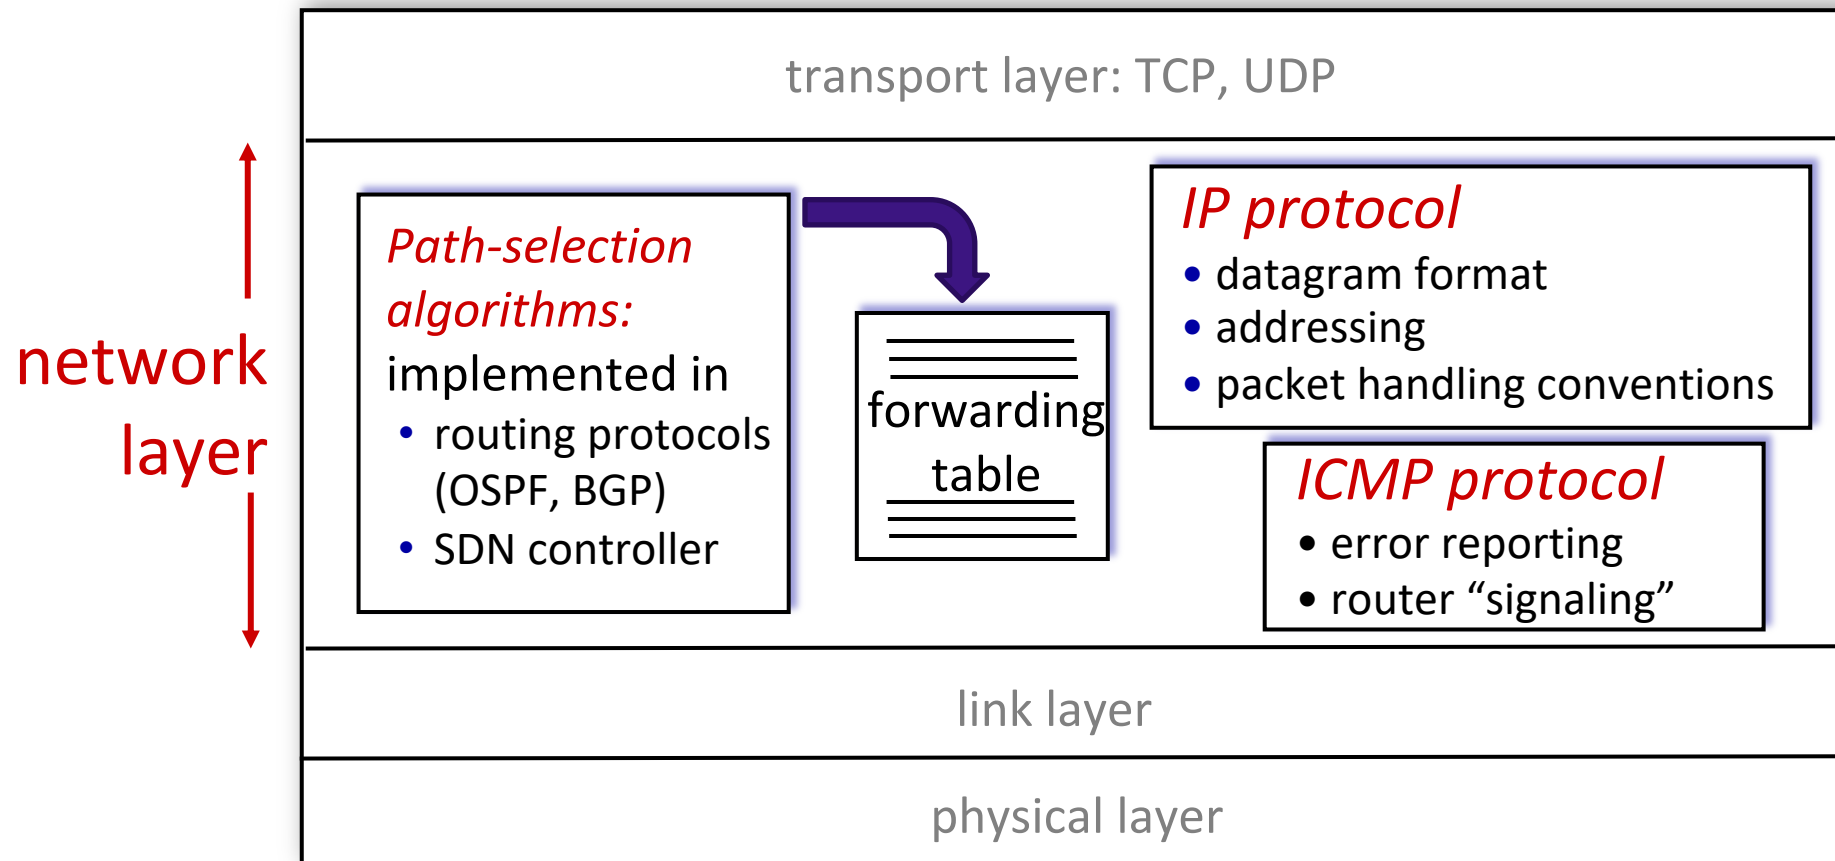 transport layer: TCP, UDP
network
layer
Path-selection
algorithms:
implemented in
• routing protocols
(OSPF, BGP)
• SDN controller
forwarding
table
IP protocol
• datagram format
• addressing
• packet handling conventions
ICMP protocol
• error reporting
• router “signaling”
link layer
physical layer